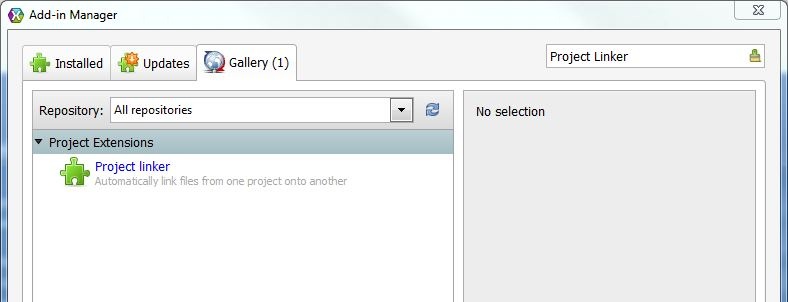 Add-in Manager
Installed
Updates
Gallery (1)
Project Linker
Repository:
All repositories
No selection
Project Extensions
Project linker
Automatically link files from one project onto another